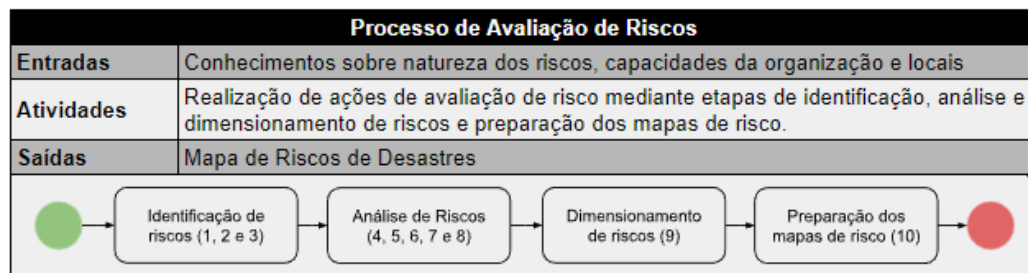 Processo de Avaliação de Riscos
Entradas
Conhecimentos sobre natureza dos riscos, capacidades da organização e locais
Atividades
Realização de ações de avaliação de risco mediante etapas de identificação, análise e
dimensionamento de riscos e preparação dos mapas de risco.
Saídas
Mapa de Riscos de Desastres
Identificação de
riscos (1, 2 e 3)
Análise de Riscos
(4, 5, 6, 7 e 8)
Dimensionamento
de riscos (9)
Preparação dos
mapas de risco (10)